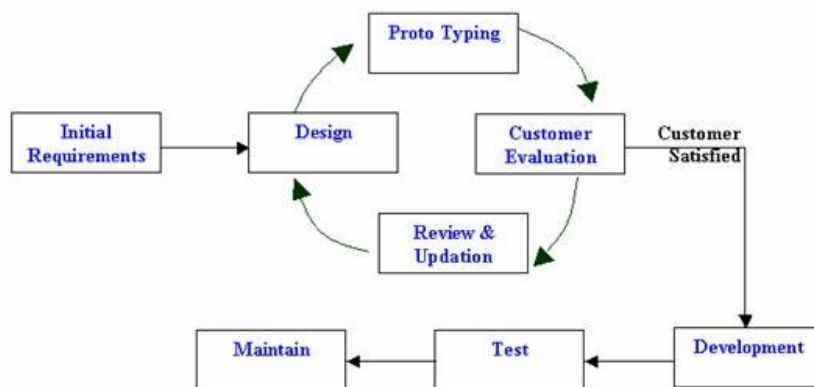 Proto Typing
Initial
Requirements
Design
Customer
Evaluation
Customer
Satisfied
Review &
Updation
Maintain
Test
Development